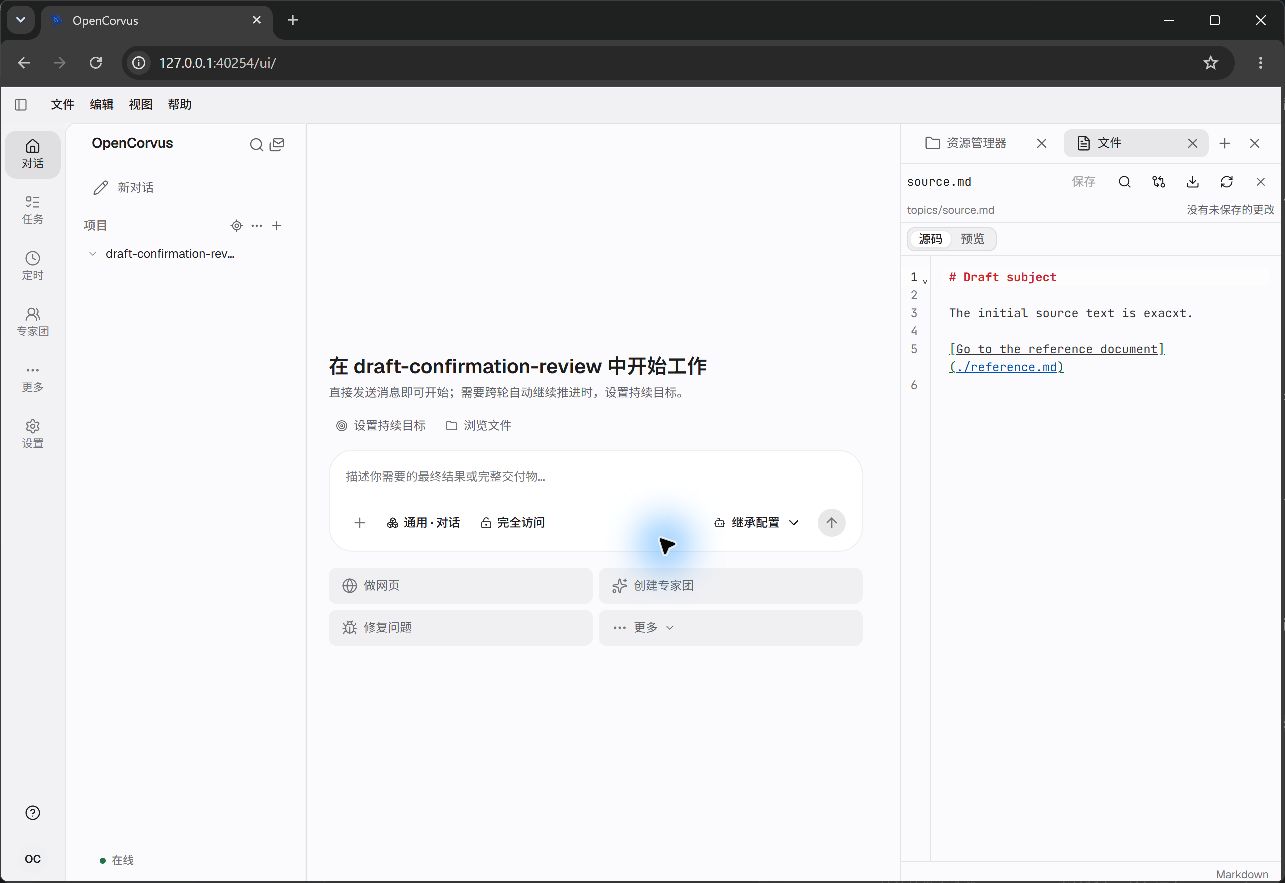 OpenCorvus
127.0.0.1:40254/ui/
文件 编辑 视图 帮助
对话
任务
定时
专家团
更多
设置
OC
OpenCorvus
新对话
项目
draft-confirmation-rev...
在线
在 draft-confirmation-review 中开始工作
直接发送消息即可开始；需要跨轮自动继续推进时，设置持续目标。
设置持续目标 浏览文件
描述你需要的最终结果或完整交付物...
通用 · 对话 完全访问 继承配置
做网页 创建专家团
修复问题 更多
资源管理器 文件
source.md 保存
topics/source.md 没有未保存的更改
源码 预览
1 # Draft subject
2
3 The initial source text is exacxt.
4
5 [Go to the reference document]
(./reference.md)
6
Markdown